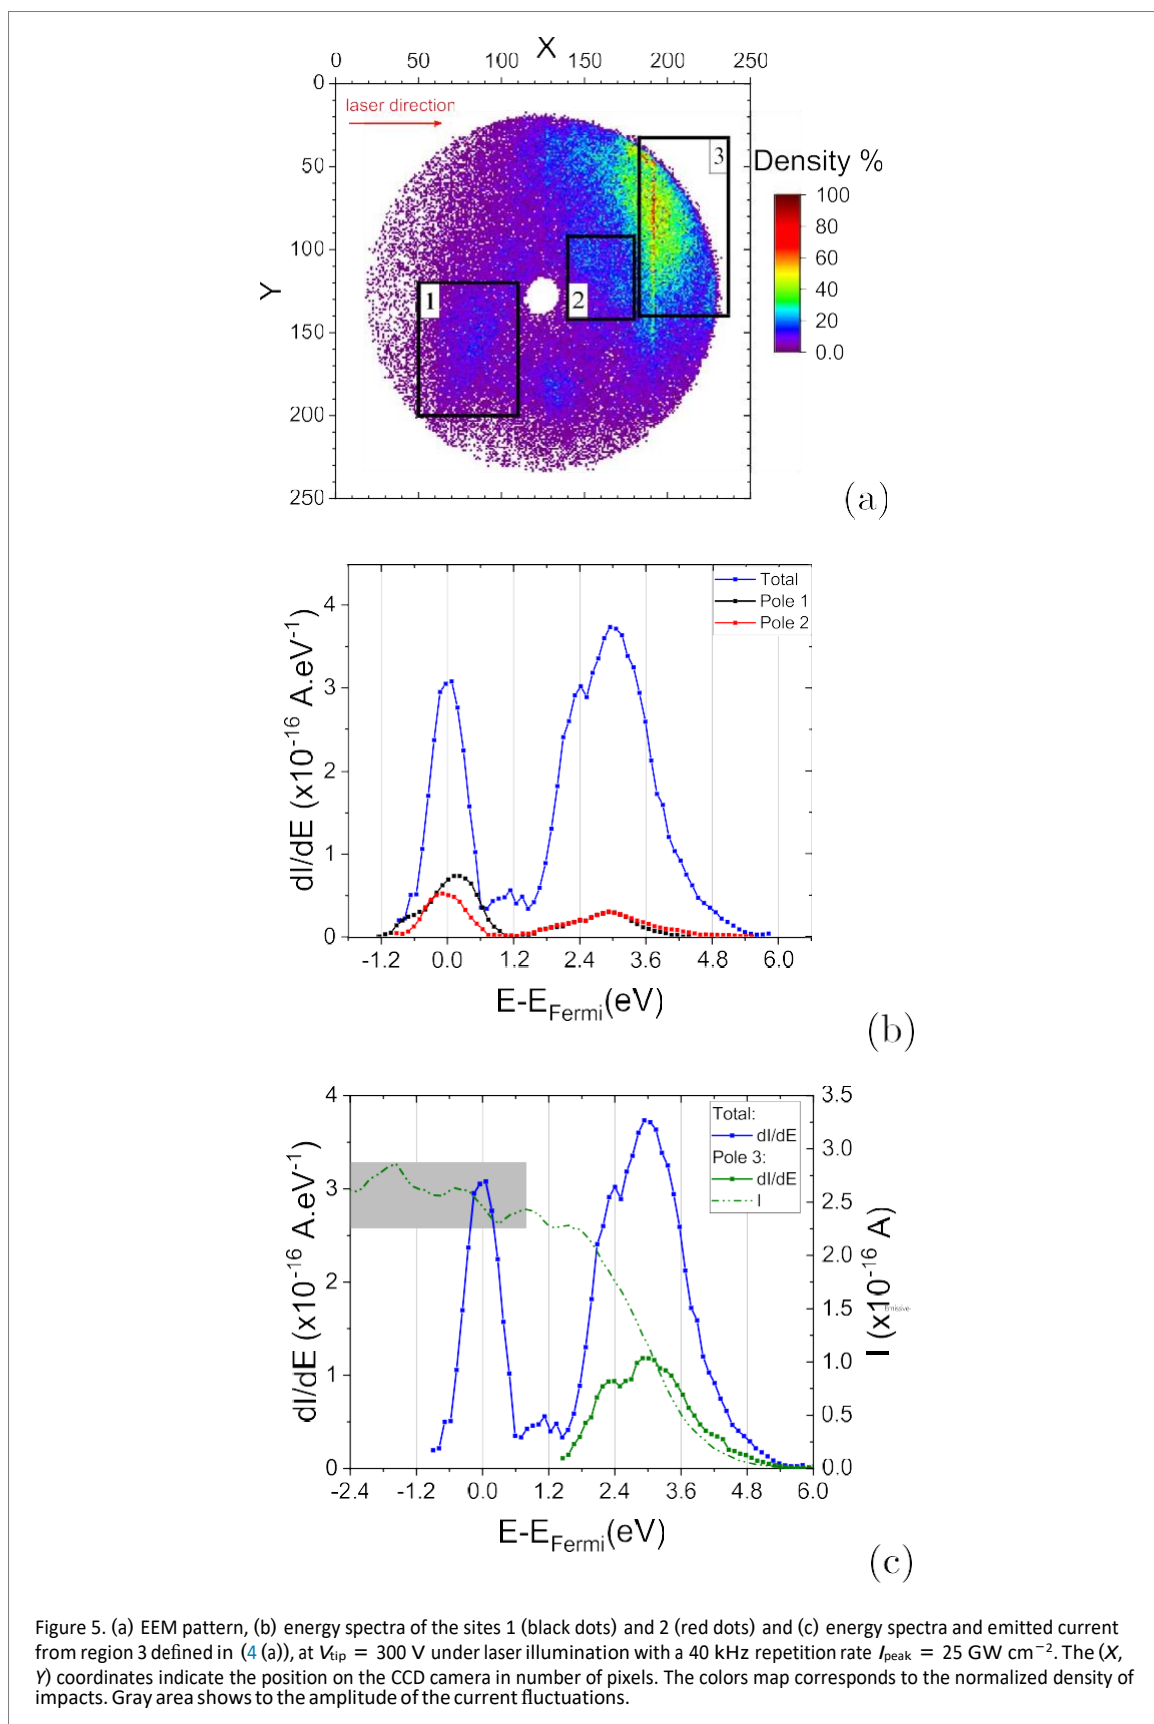 X
0 50 100 150 200 250
0
50
100
150
200
250
Y
laser direction
1
2
3
Density %
100
80
60
40
20
0.0
(a)
Total
Pole 1
Pole 2
4
3
2
1
0
dI/dE (x10-16 A.eV-1)
-1.2 0.0 1.2 2.4 3.6 4.8 6.0
E-EFermi(eV)
(b)
Total:
dI/dE
Pole 3:
dI/dE
I
4
3
2
1
0
dI/dE (x10-16 A.eV-1)
3.5
3.0
2.5
2.0
1.5
1.0
0.5
0.0
I (x10-16 A)
-2.4 -1.2 0.0 1.2 2.4 3.6 4.8 6.0
E-EFermi(eV)
(c)
Figure 5. (a) EEM pattern, (b) energy spectra of the sites 1 (black dots) and 2 (red dots) and (c) energy spectra and emitted current
from region 3 defined in (4 (a)), at Vtip = 300 V under laser illumination with a 40 kHz repetition rate Ipeak = 25 GW cm−2. The (X,
Y) coordinates indicate the position on the CCD camera in number of pixels. The colors map corresponds to the normalized density of
impacts. Gray area shows to the amplitude of the current fluctuations.